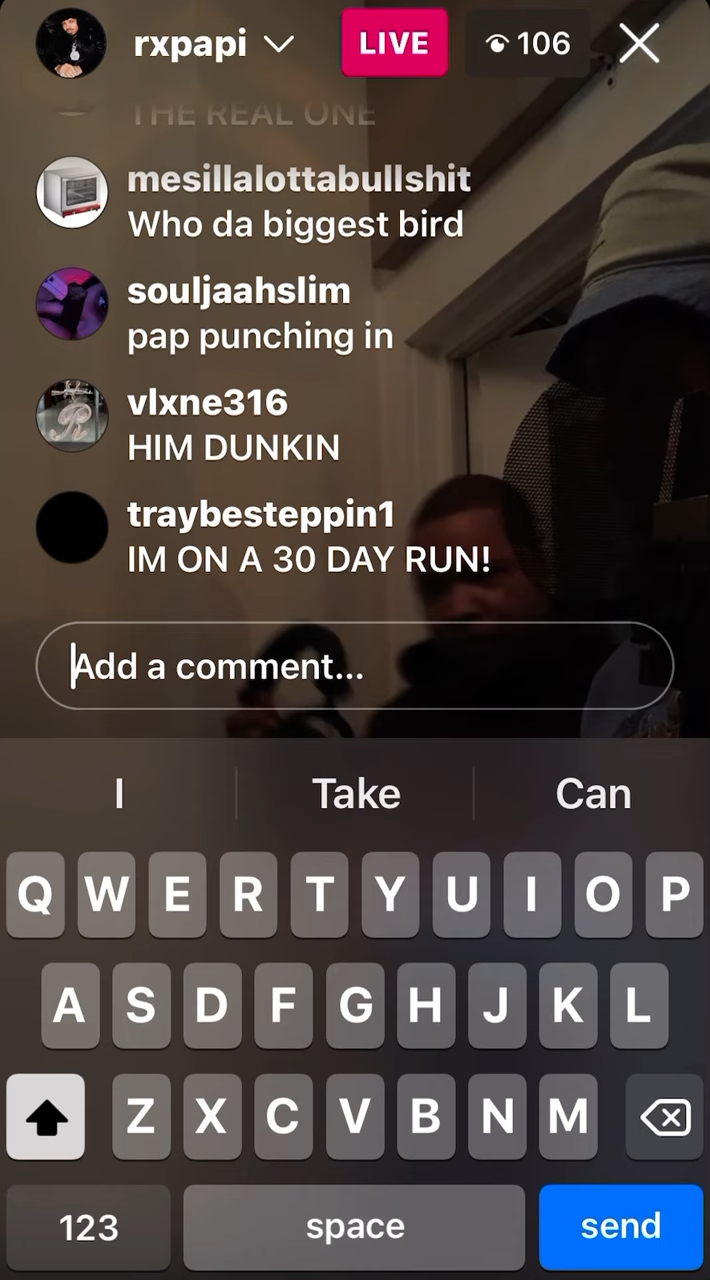 rxpapi
LIVE
106
THE REAL ONE
mesillalottabullshit
Who da biggest bird
souljaahslim
pap punching in
vlxne316
HIM DUNKIN
traybesteppin1
IM ON A 30 DAY RUN!
Add a comment...
I Take Can
Q W E R T Y U I O P
A S D F G H J K L
Z X C V B N M
123 space send